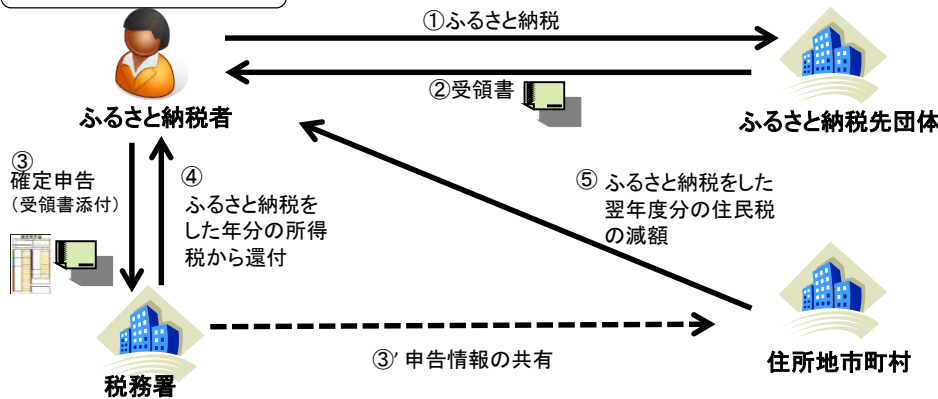 ①ふるさと納税
②受領書
ふるさと納税者
ふるさと納税先団体
③
確定申告
（受領書添付）
④
ふるさと納税を
した年分の所得
税から還付
⑤ ふるさと納税をした
翌年度分の住民税
の減額
③’ 申告情報の共有
税務署
住所地市町村